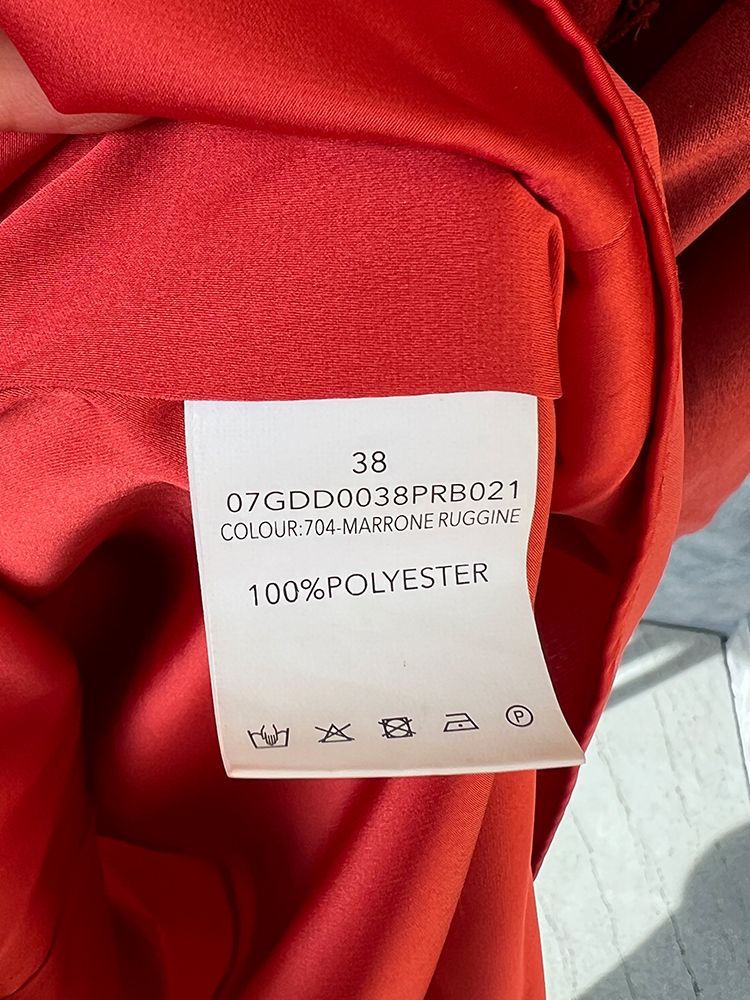 38
07GDD0038PRB021
COLOUR:704-MARRONE RUGGINE
100%POLYESTER
P